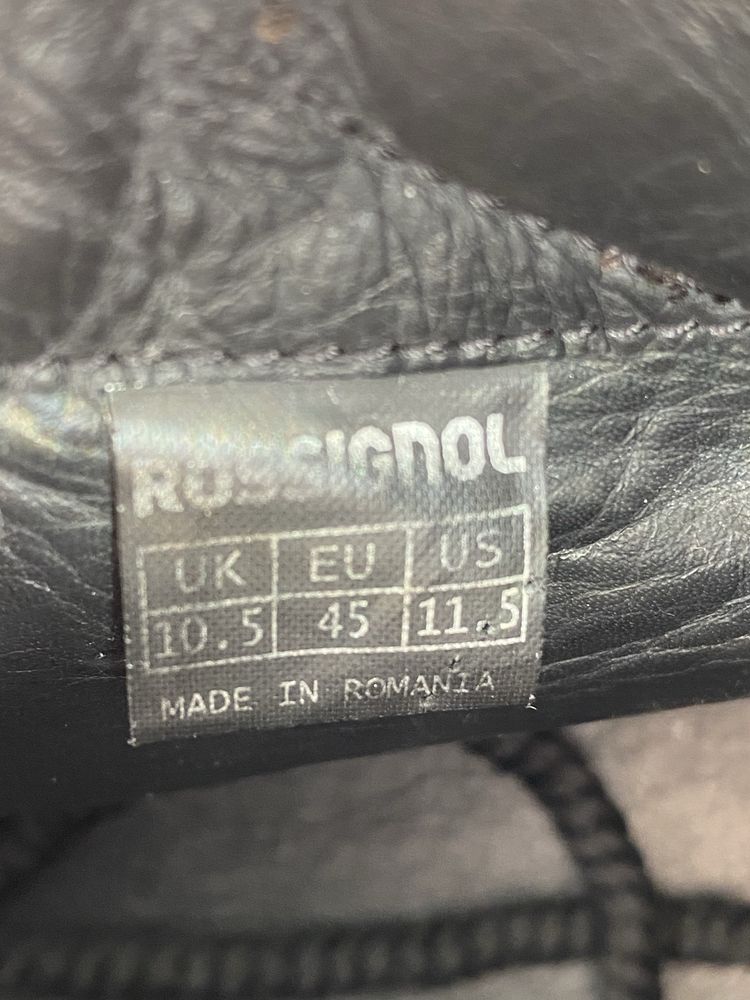 ROSSIGNOL
UK EU US
10.5 45 11.5
MADE IN ROMANIA